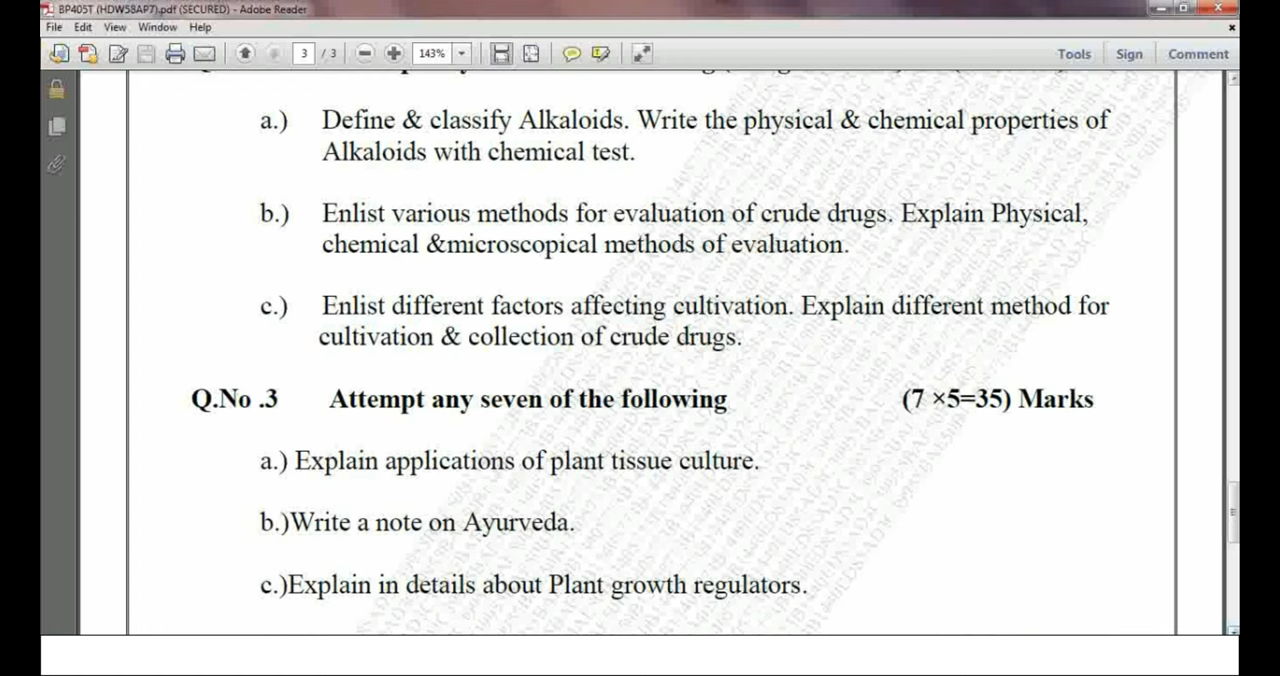 BP405T (HDW58AP7).pdf (SECURED) - Adobe Reader
File Edit View Window Help
3 / 3 143% Tools Sign Comment
a.) Define & classify Alkaloids. Write the physical & chemical properties of
Alkaloids with chemical test.
b.) Enlist various methods for evaluation of crude drugs. Explain Physical,
chemical &microscopical methods of evaluation.
c.) Enlist different factors affecting cultivation. Explain different method for
cultivation & collection of crude drugs.
Q.No .3 Attempt any seven of the following (7 ×5=35) Marks
a.) Explain applications of plant tissue culture.
b.)Write a note on Ayurveda.
c.)Explain in details about Plant growth regulators.